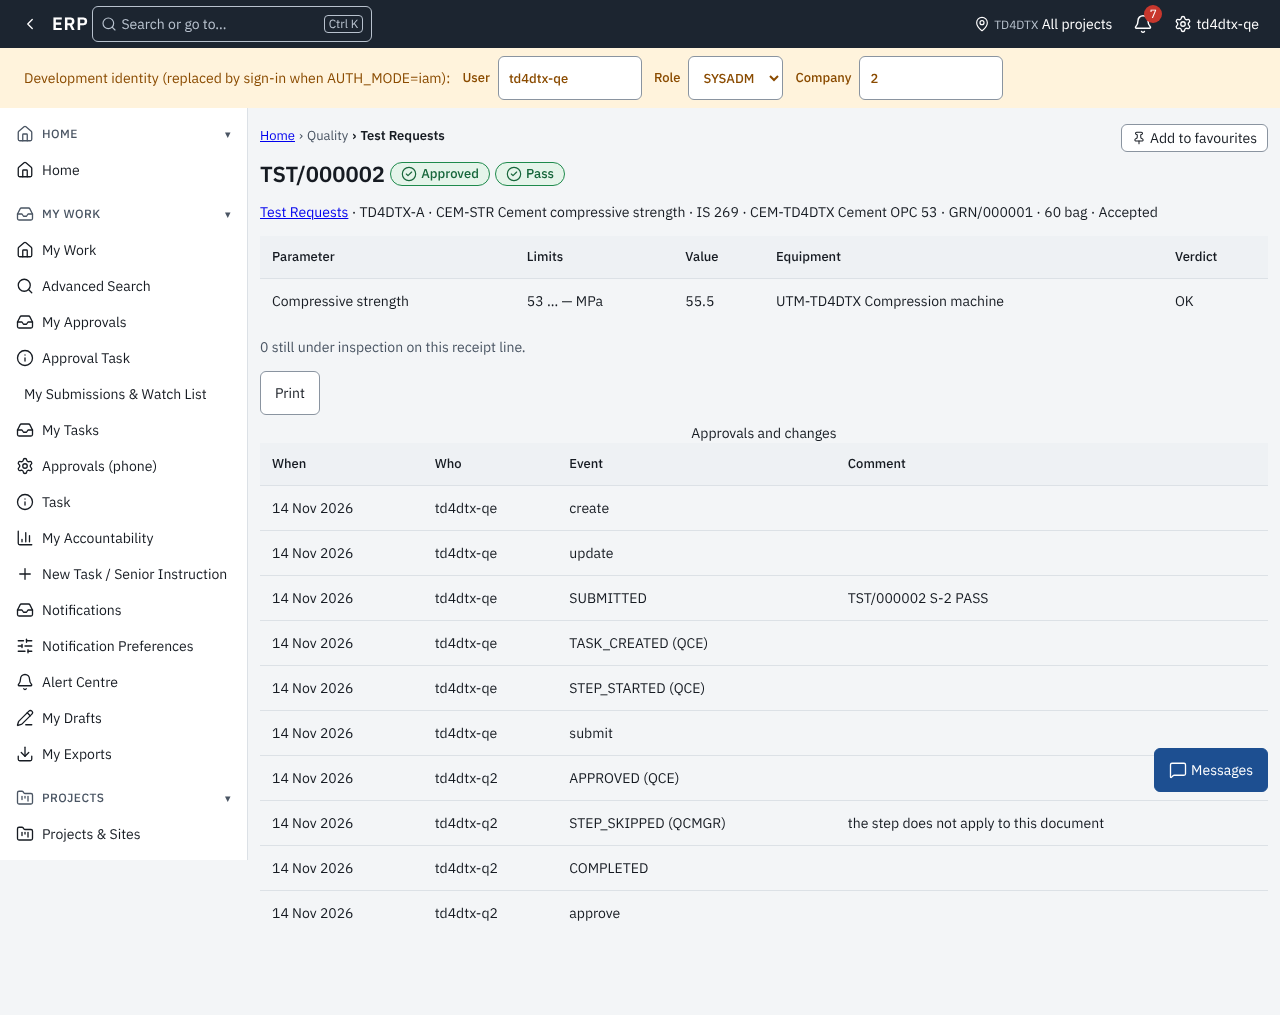 ERP
Search or go to... Ctrl K
TD4DTX All projects
7
td4dtx-qe
Development identity (replaced by sign-in when AUTH_MODE=iam): User td4dtx-qe Role SYSADM Company 2
HOME
Home
MY WORK
My Work
Advanced Search
My Approvals
Approval Task
My Submissions & Watch List
My Tasks
Approvals (phone)
Task
My Accountability
New Task / Senior Instruction
Notifications
Notification Preferences
Alert Centre
My Drafts
My Exports
PROJECTS
Projects & Sites
Home › Quality › Test Requests
Add to favourites
TST/000002 Approved Pass
Test Requests · TD4DTX-A · CEM-STR Cement compressive strength · IS 269 · CEM-TD4DTX Cement OPC 53 · GRN/000001 · 60 bag · Accepted
Parameter Limits Value Equipment Verdict
Compressive strength 53 ... — MPa 55.5 UTM-TD4DTX Compression machine OK
0 still under inspection on this receipt line.
Print
Approvals and changes
When Who Event Comment
14 Nov 2026 td4dtx-qe create
14 Nov 2026 td4dtx-qe update
14 Nov 2026 td4dtx-qe SUBMITTED TST/000002 S-2 PASS
14 Nov 2026 td4dtx-qe TASK_CREATED (QCE)
14 Nov 2026 td4dtx-qe STEP_STARTED (QCE)
14 Nov 2026 td4dtx-qe submit
14 Nov 2026 td4dtx-q2 APPROVED (QCE)
Messages
14 Nov 2026 td4dtx-q2 STEP_SKIPPED (QCMGR) the step does not apply to this document
14 Nov 2026 td4dtx-q2 COMPLETED
14 Nov 2026 td4dtx-q2 approve